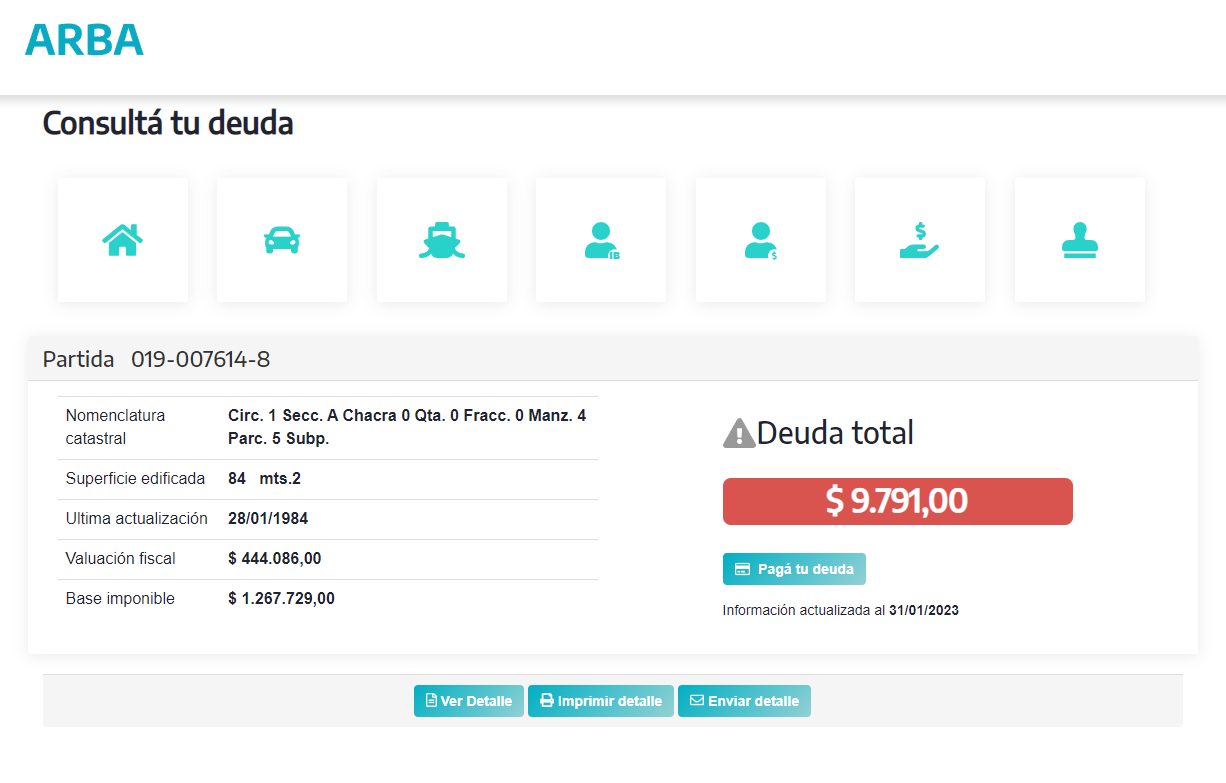 ARBA
Consultá tu deuda
IB
$
$
Partida 019-007614-8
Nomenclatura catastral
Circ. 1 Secc. A Chacra 0 Qta. 0 Fracc. 0 Manz. 4
Parc. 5 Subp.
Superficie edificada 84 mts.2
Ultima actualización 28/01/1984
Valuación fiscal $ 444.086,00
Base imponible $ 1.267.729,00
Deuda total
$ 9.791,00
Pagá tu deuda
Información actualizada al 31/01/2023
Ver Detalle Imprimir detalle Enviar detalle